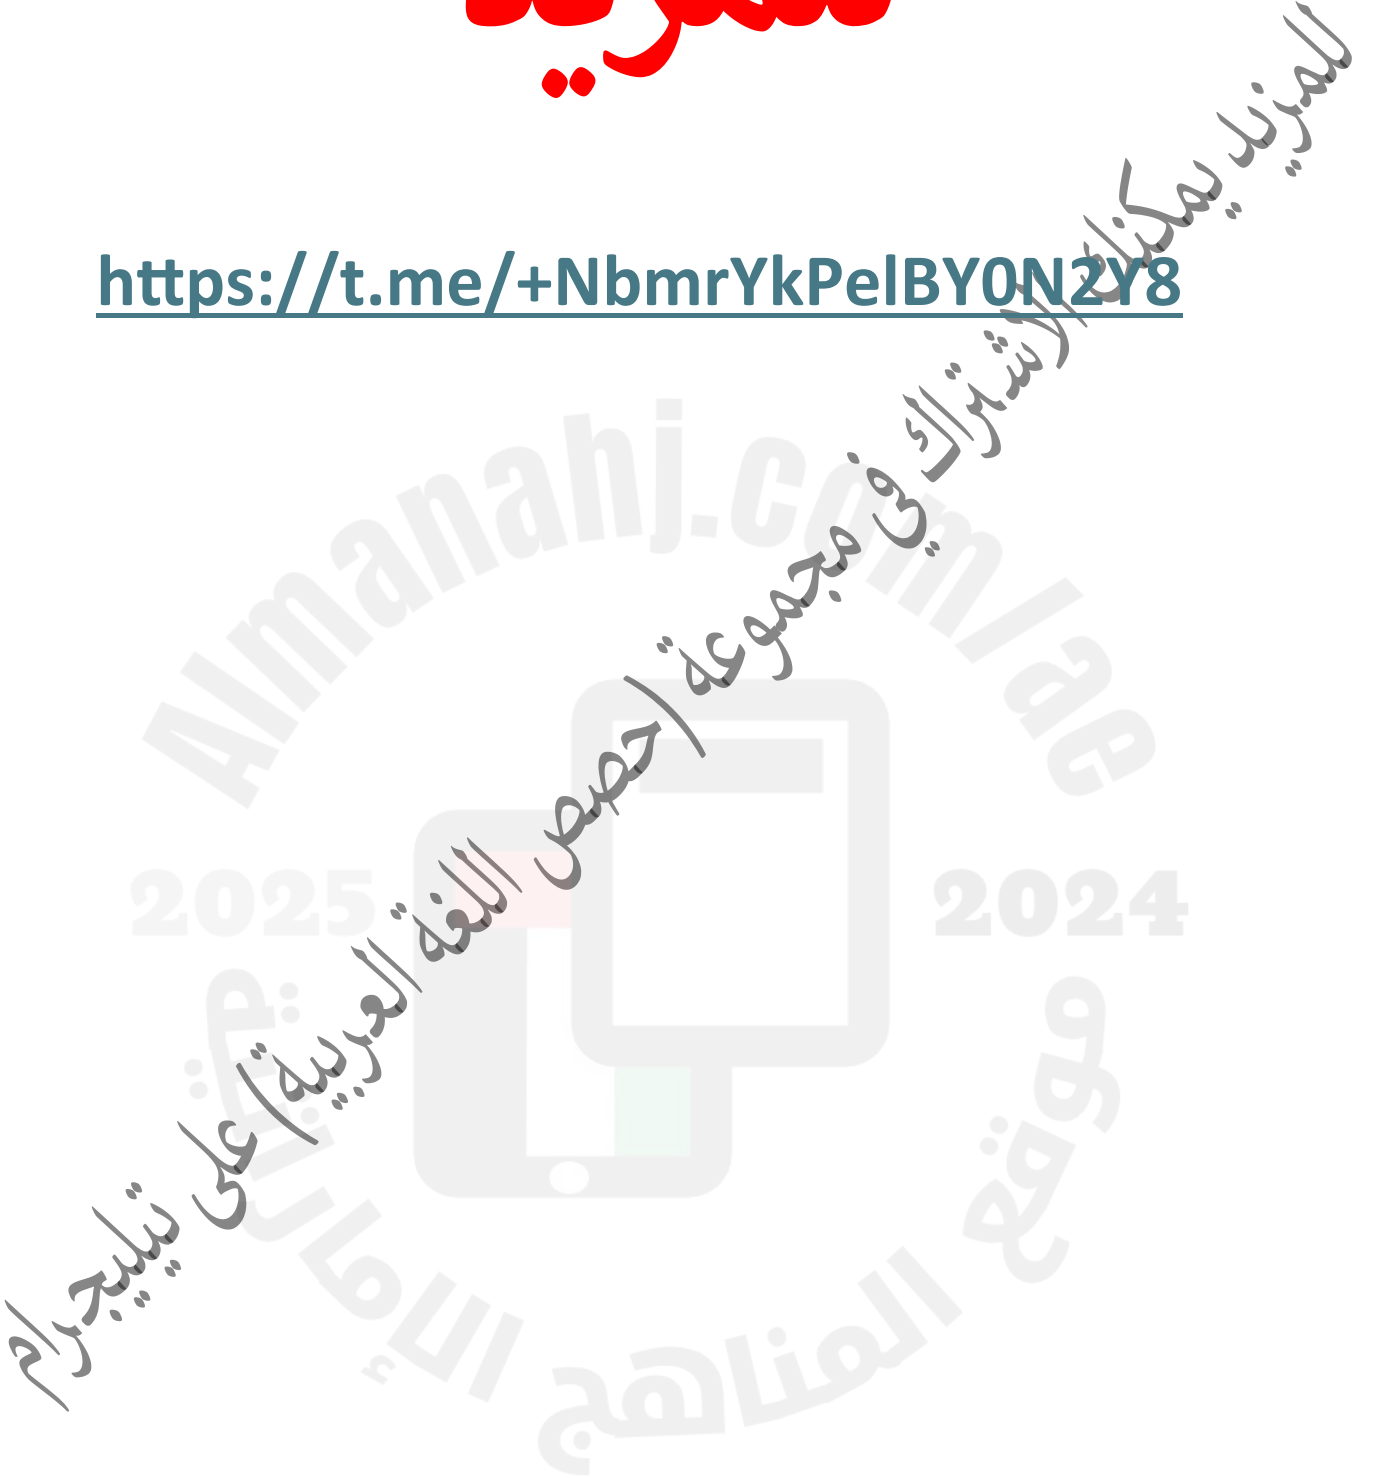 للمزيد
https://t.me/+NbmrYkPelBY0N2Y8
للمزيد يمكنك الاشتراك في مجموعة (حصص اللغة العربية) على تيليجرام
Almanahj.com/ae
2025 2024
موقع المناهج الإماراتية